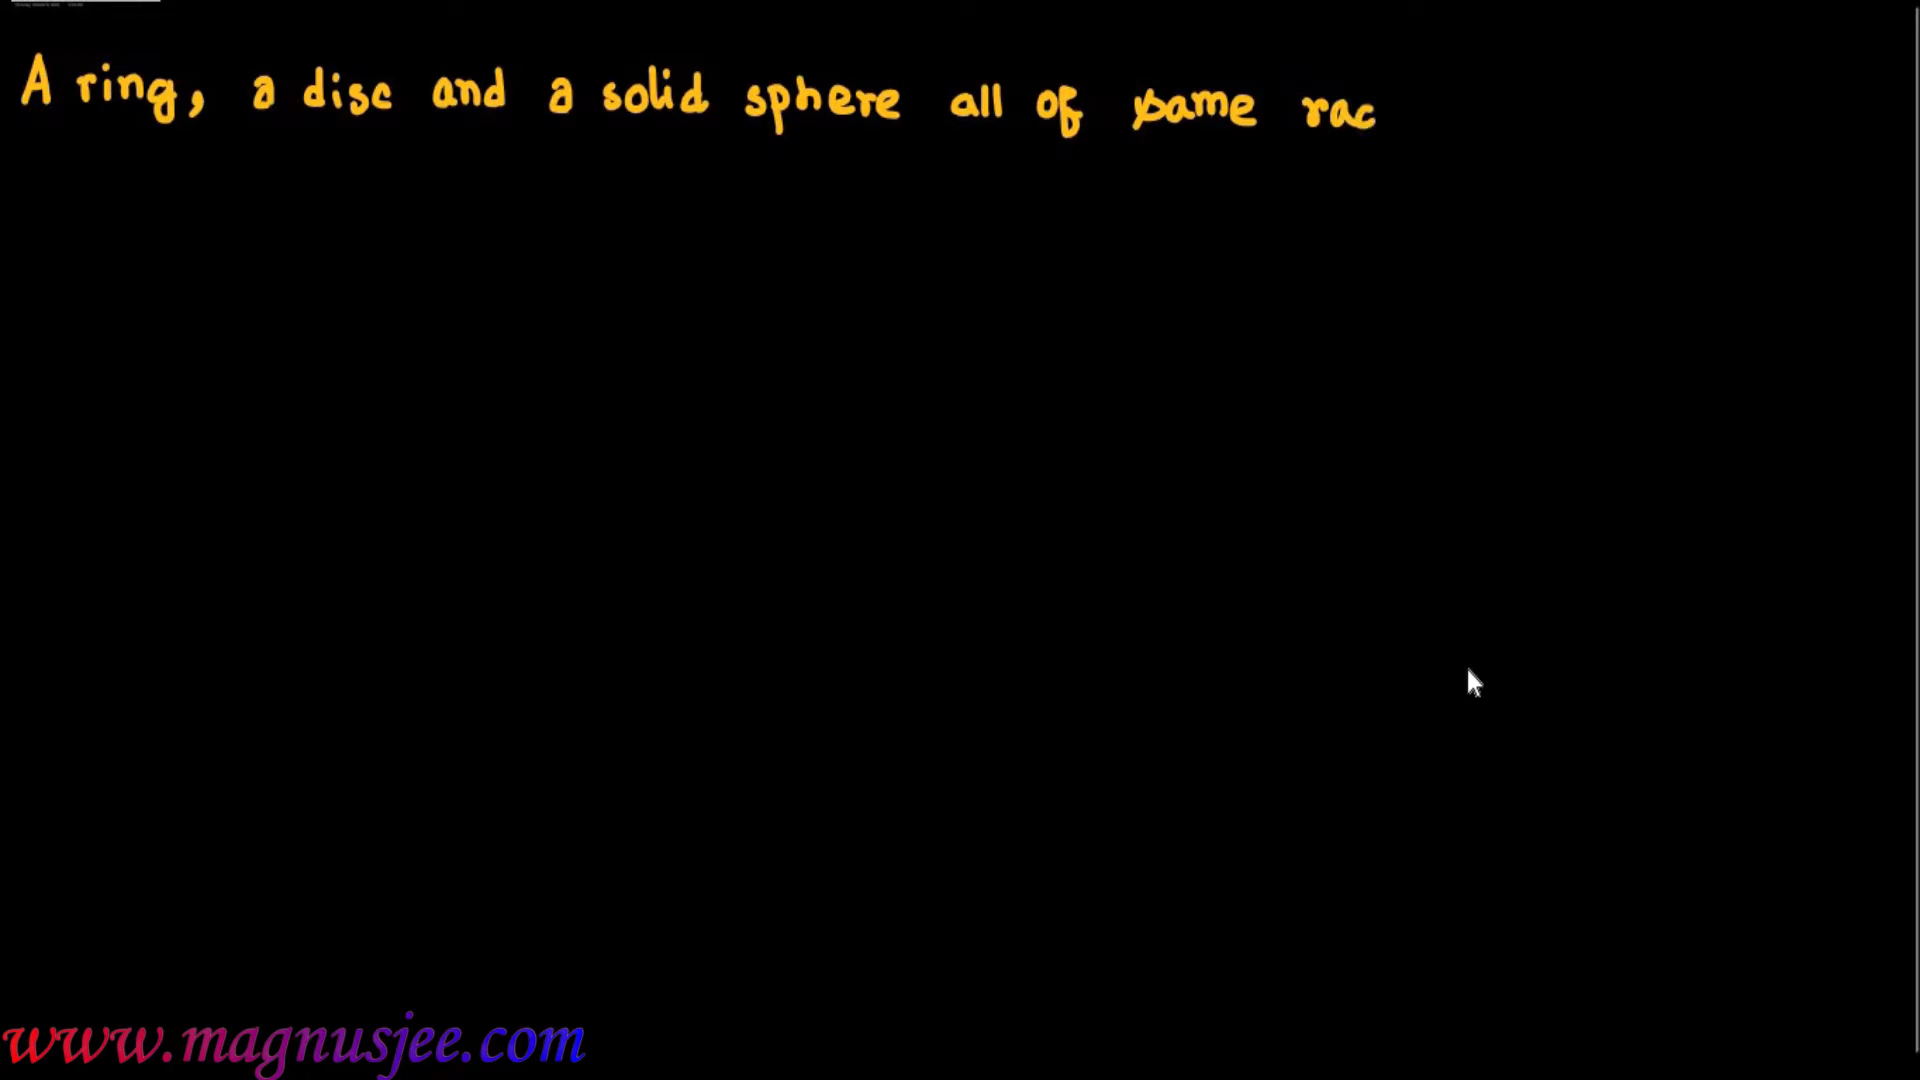 A ring, a disc and a solid sphere all of same rac
www.magnusjee.com